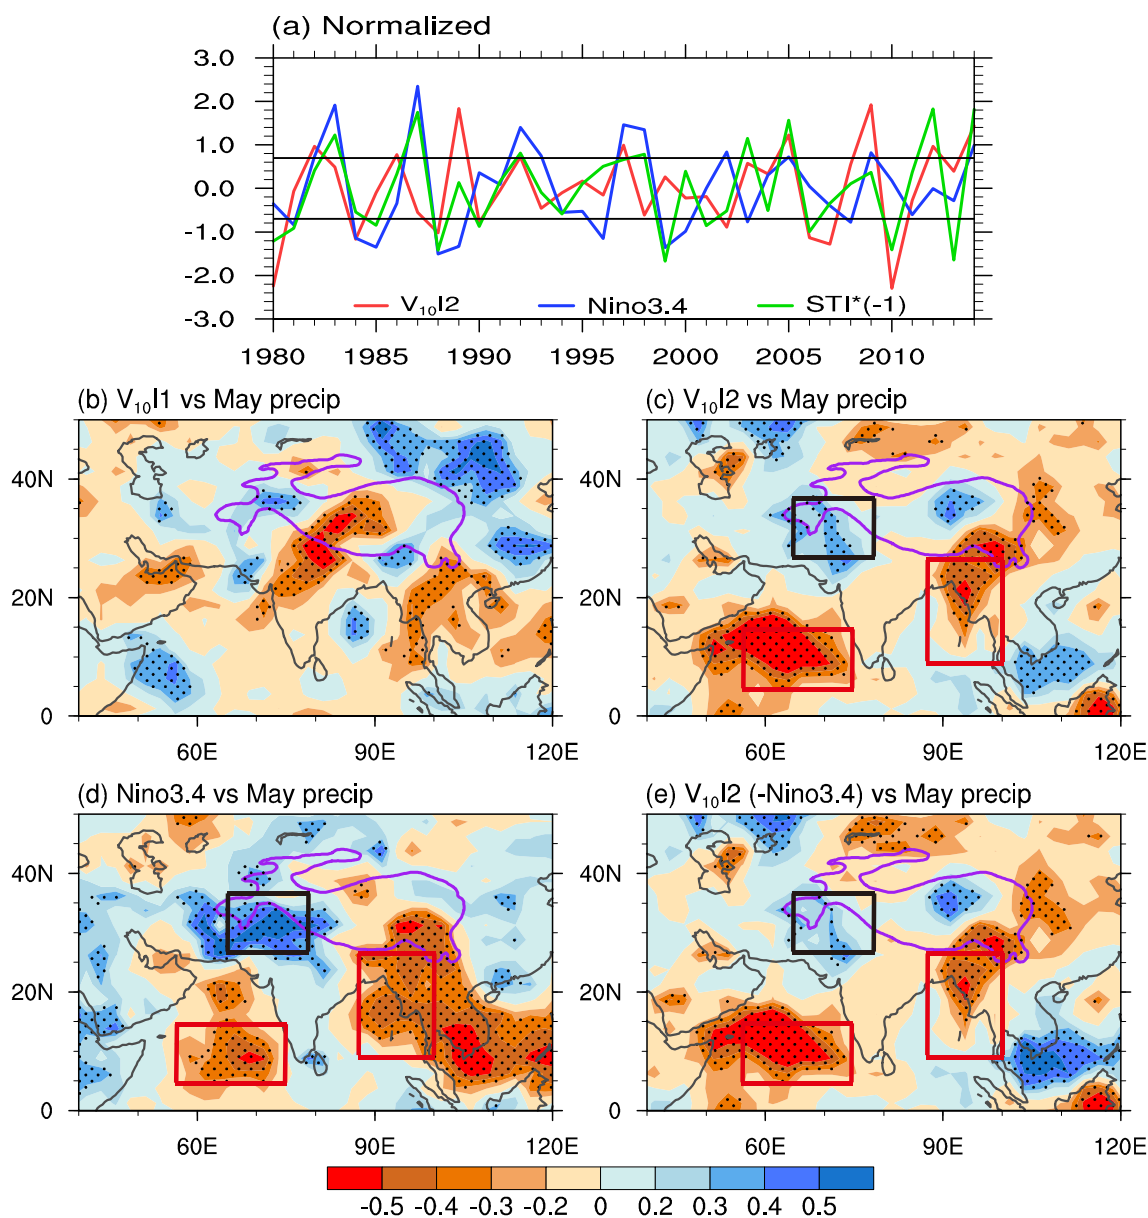 (a) Normalized
3.0
2.0
1.0
0.0
-1.0
-2.0
-3.0
V₁₀I2 Nino3.4 STI*(-1)
1980 1985 1990 1995 2000 2005 2010
(b) V₁₀I1 vs May precip
(c) V₁₀I2 vs May precip
40N 40N
20N 20N
0 0
60E 90E 120E 60E 90E 120E
(d) Nino3.4 vs May precip
(e) V₁₀I2 (-Nino3.4) vs May precip
40N 40N
20N 20N
0 0
60E 90E 120E 60E 90E 120E
-0.5 -0.4 -0.3 -0.2 0 0.2 0.3 0.4 0.5